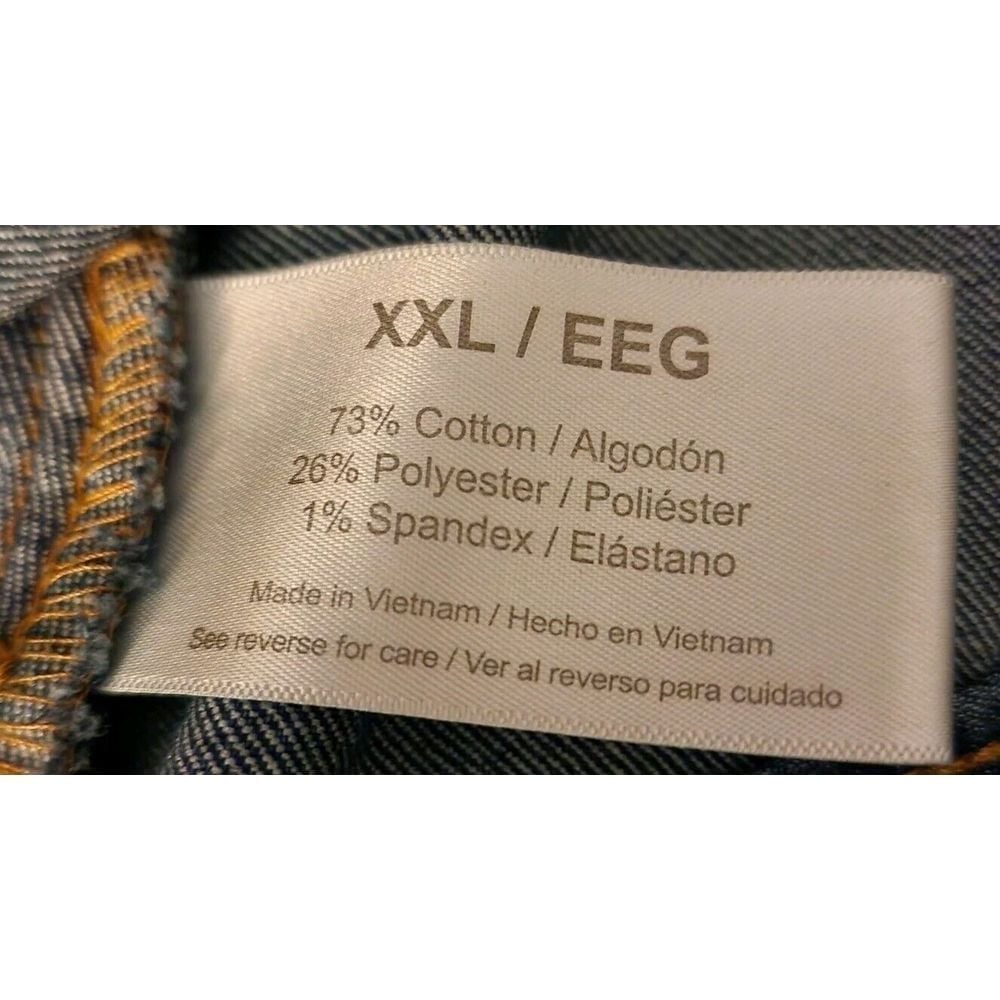 XXL / EEG
73% Cotton / Algodón
26% Polyester / Poliéster
1% Spandex / Elástano
Made in Vietnam / Hecho en Vietnam
See reverse for care / Ver al reverso para cuidado